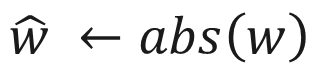 ŵ ← abs(w)